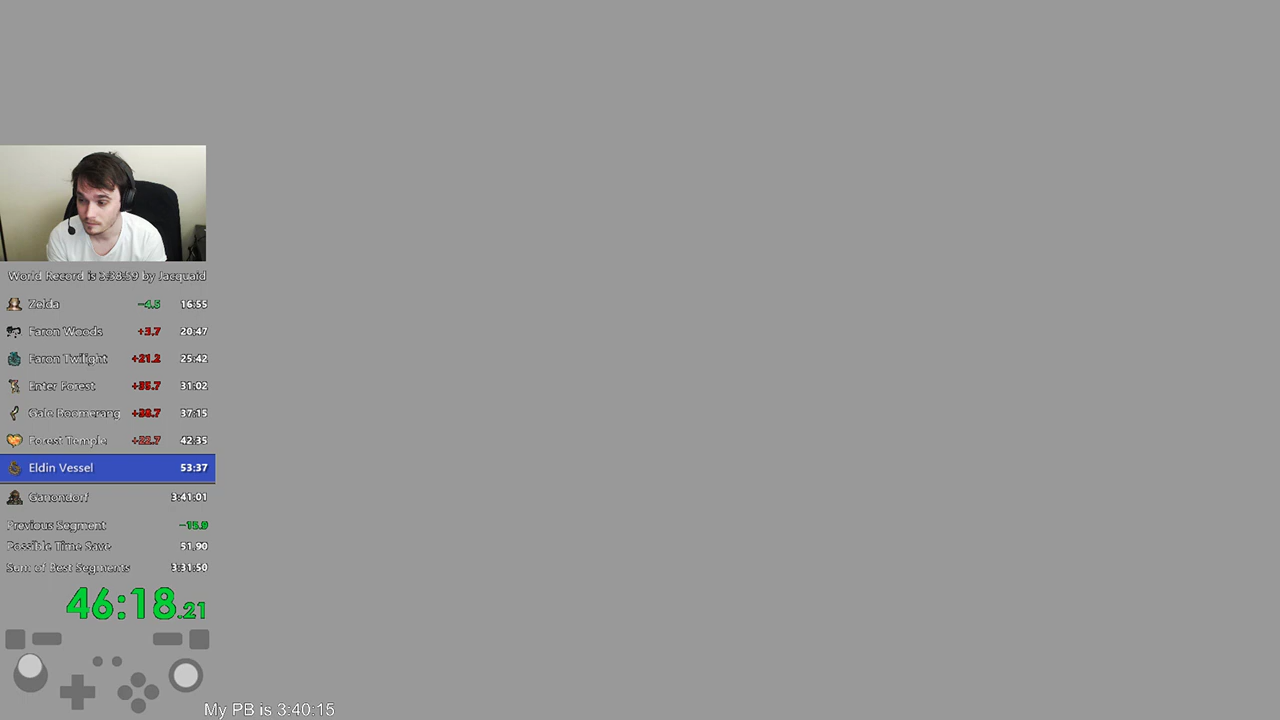 World Record is 3:38:59 by Jacquaid
Zelda −4.5 16:55
Faron Woods +3.7 20:47
Faron Twilight +21.2 25:42
Enter Forest +35.7 31:02
Gale Boomerang +38.7 37:15
Forest Temple +22.7 42:35
Eldin Vessel 53:37
Ganondorf 3:41:01
Previous Segment −15.9
Possible Time Save 51.90
Sum of Best Segments 3:31:50
46:18.21
My PB is 3:40:15